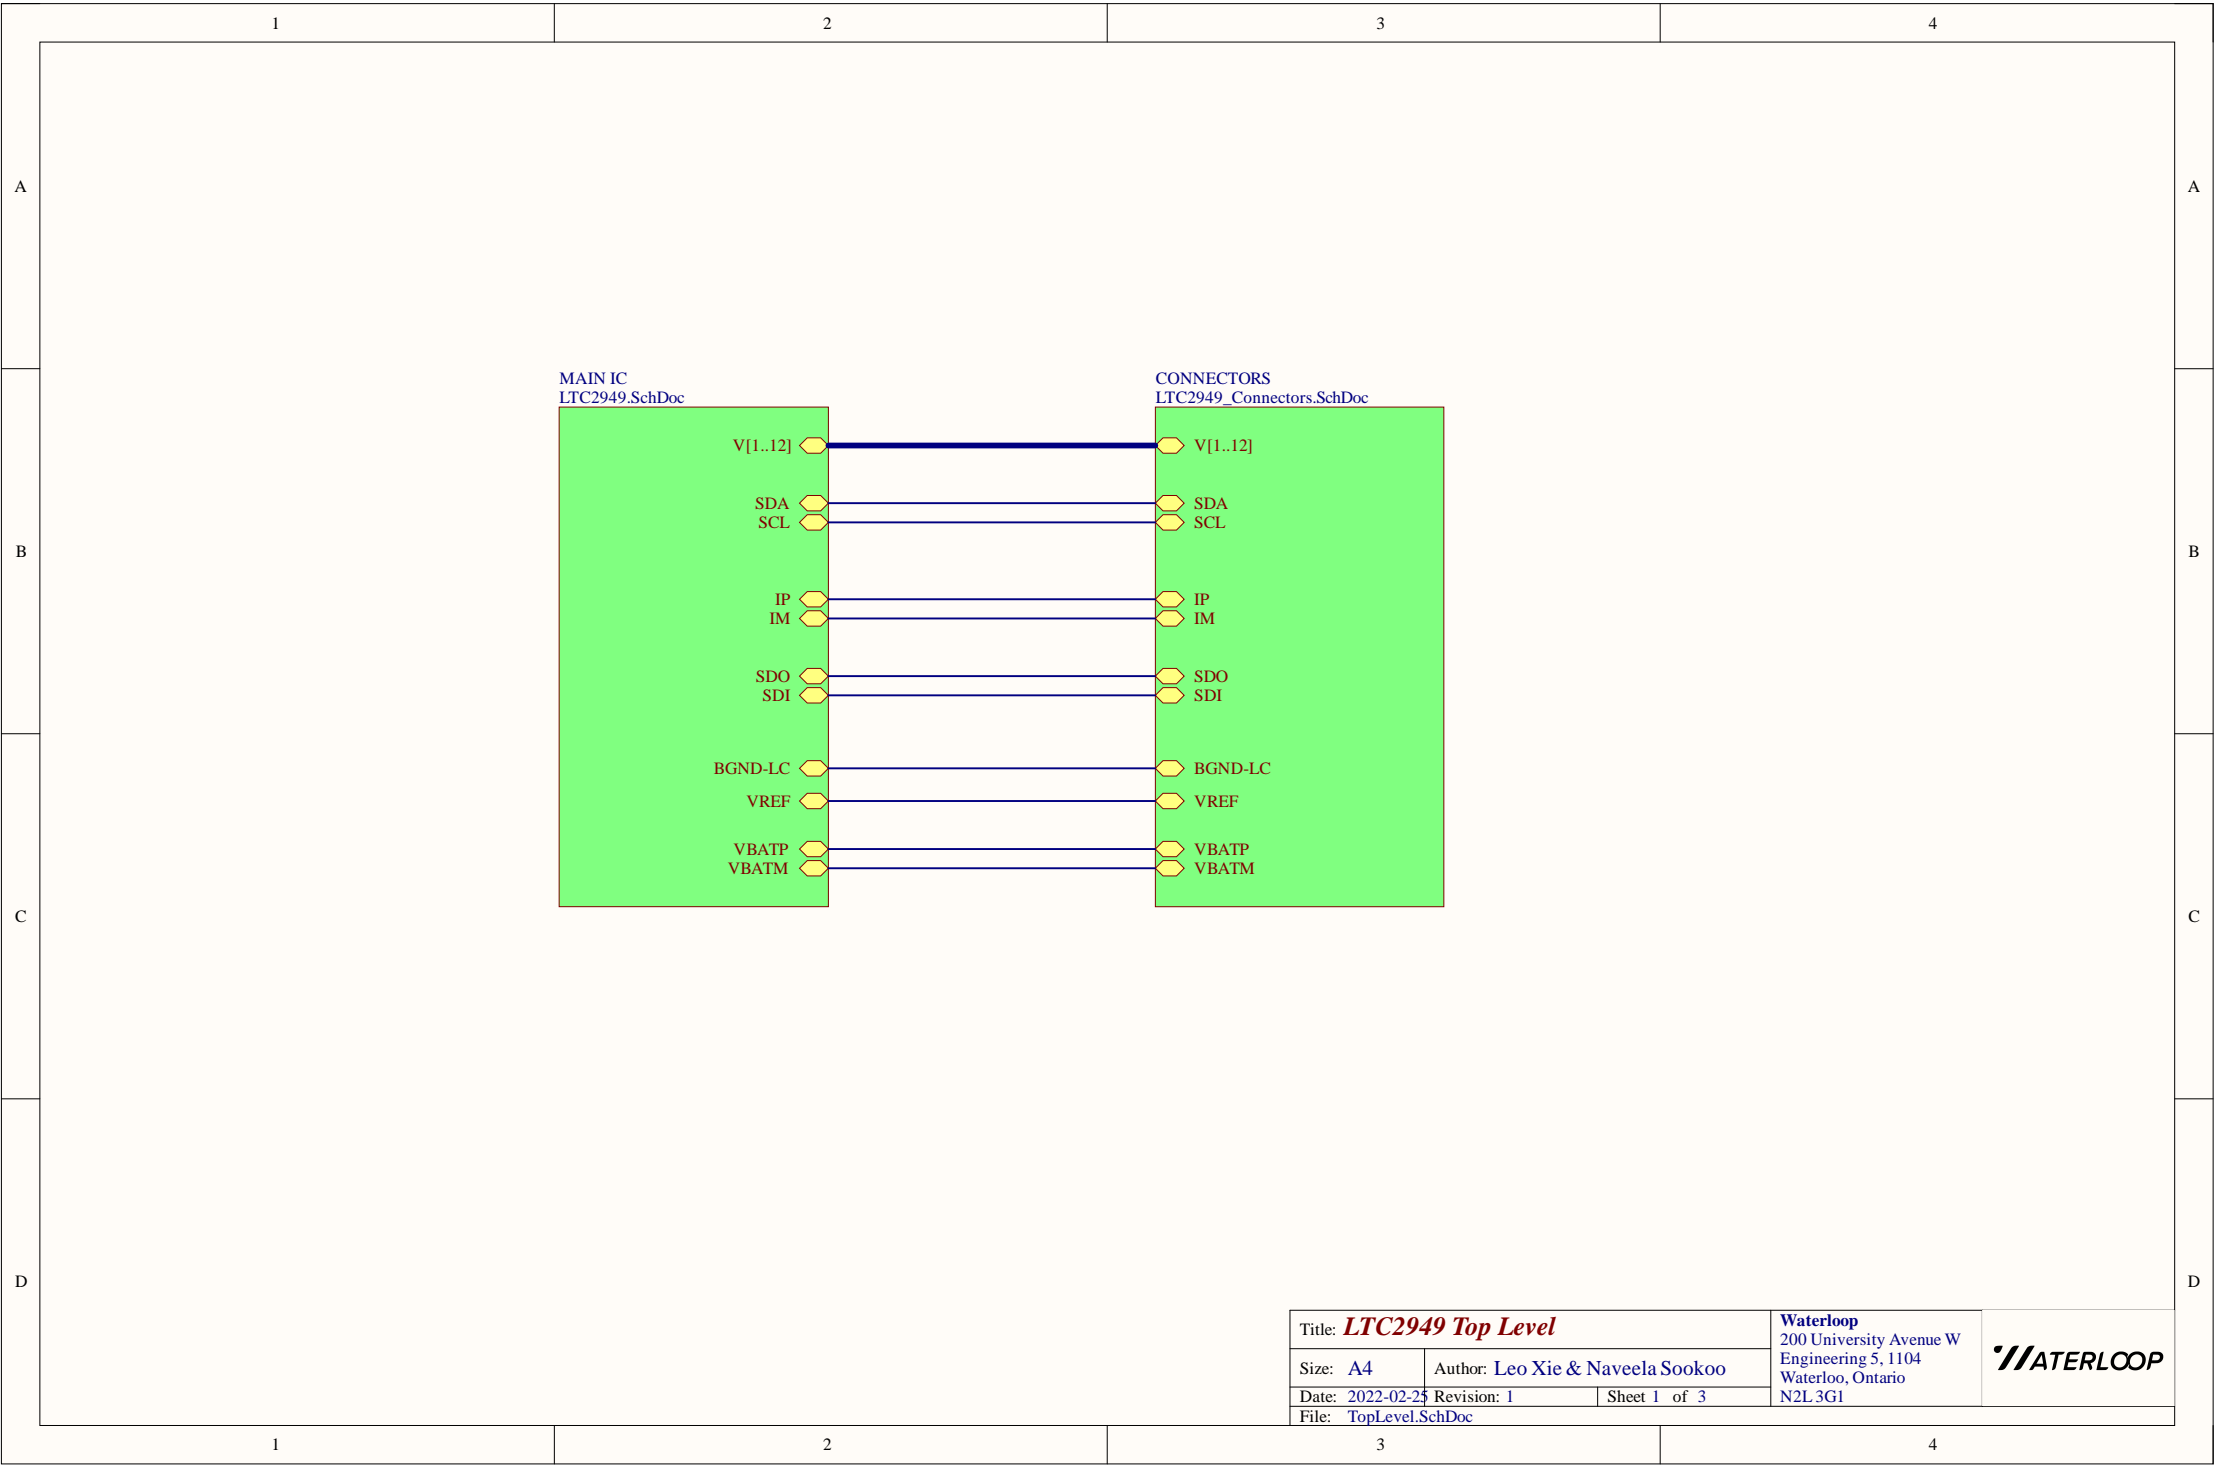 1 2 3 4
A A
MAIN IC
LTC2949.SchDoc
CONNECTORS
LTC2949_Connectors.SchDoc
V[1..12] V[1..12]
SDA SDA
SCL SCL
B B
IP IP
IM IM
SDO SDO
SDI SDI
BGND-LC BGND-LC
VREF VREF
VBATP VBATP
VBATM VBATM
C C
D D
Title: LTC2949 Top Level
Size: A4 Author: Leo Xie & Naveela Sookoo
Date: 2022-02-25 Revision: 1 Sheet 1 of 3
File: TopLevel.SchDoc
Waterloop
200 University Avenue W
Engineering 5, 1104
Waterloo, Ontario
N2L 3G1
WATERLOOP
1 2 3 4